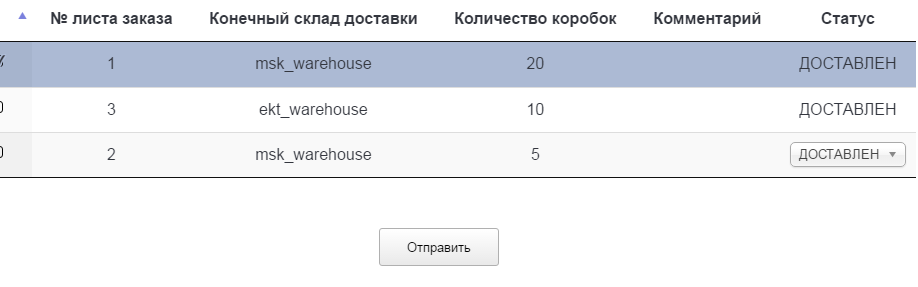 № листа заказа Конечный склад доставки Количество коробок Комментарий Статус
1 msk_warehouse 20 ДОСТАВЛЕН
3 ekt_warehouse 10 ДОСТАВЛЕН
2 msk_warehouse 5 ДОСТАВЛЕН
Отправить